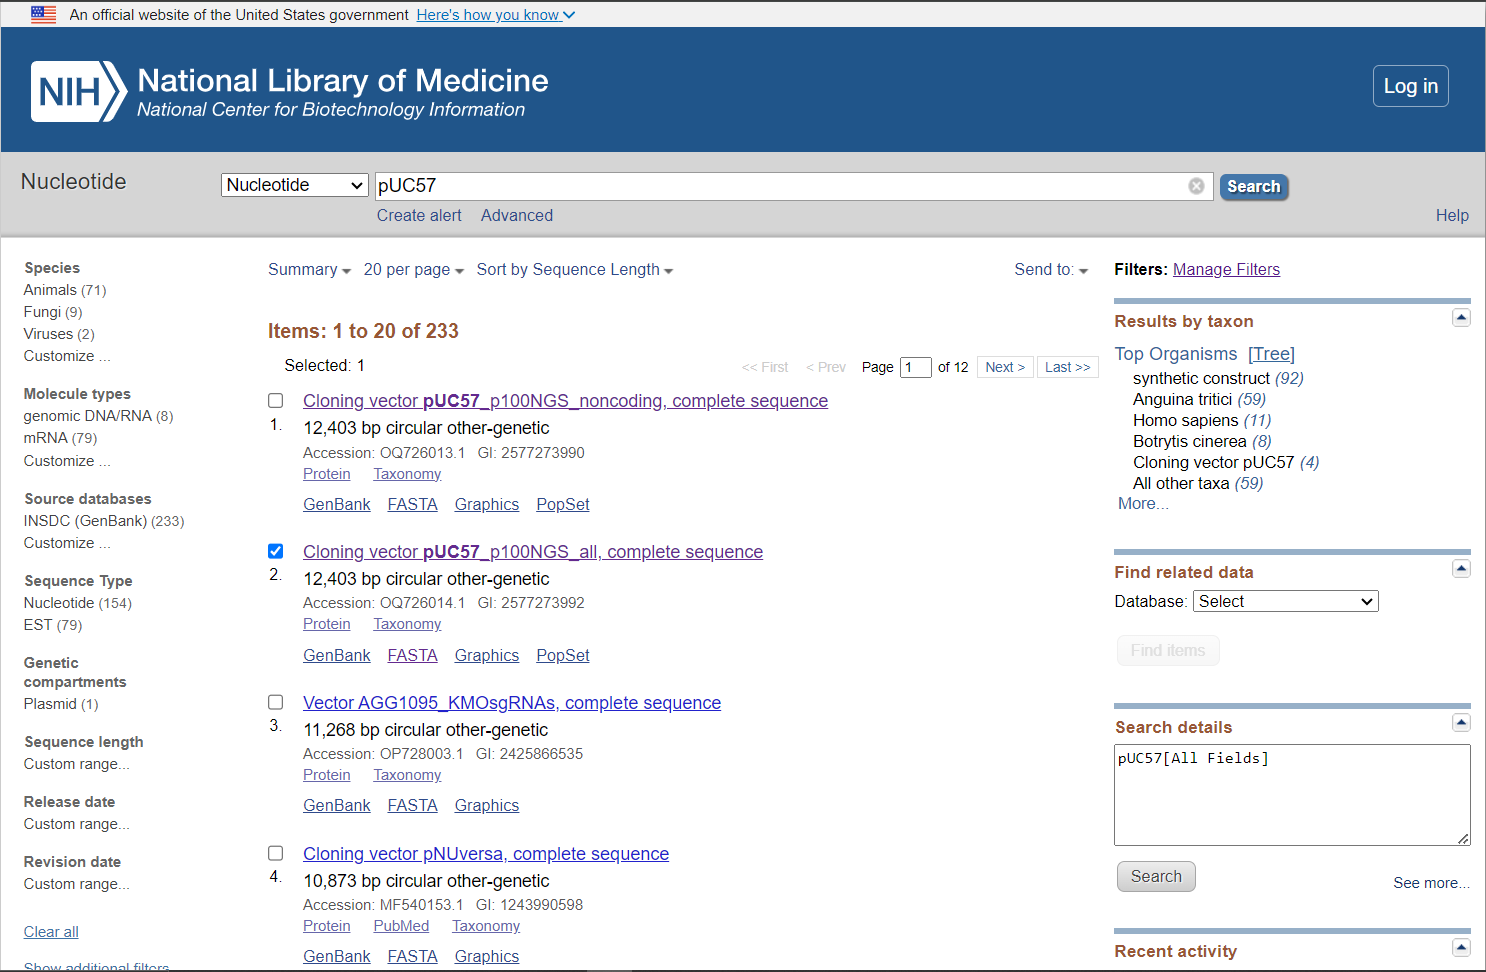 An official website of the United States government Here's how you know
NIH National Library of Medicine
National Center for Biotechnology Information
Log in
Nucleotide
Nucleotide pUC57 Search
Create alert Advanced
Help
Species
Animals (71)
Fungi (9)
Viruses (2)
Customize ...
Molecule types
genomic DNA/RNA (8)
mRNA (79)
Customize ...
Source databases
INSDC (GenBank) (233)
Customize ...
Sequence Type
Nucleotide (154)
EST (79)
Genetic
compartments
Plasmid (1)
Sequence length
Custom range...
Release date
Custom range...
Revision date
Custom range...
Clear all
Show additional filters
Summary 20 per page Sort by Sequence Length Send to:
Items: 1 to 20 of 233
Selected: 1
<< First < Prev Page 1 of 12 Next > Last >>
Cloning vector pUC57_p100NGS_noncoding, complete sequence
1. 12,403 bp circular other-genetic
Accession: OQ726013.1 GI: 2577273990
Protein Taxonomy
GenBank FASTA Graphics PopSet
Cloning vector pUC57_p100NGS_all, complete sequence
2. 12,403 bp circular other-genetic
Accession: OQ726014.1 GI: 2577273992
Protein Taxonomy
GenBank FASTA Graphics PopSet
Vector AGG1095_KMOsgRNAs, complete sequence
3. 11,268 bp circular other-genetic
Accession: OP728003.1 GI: 2425866535
Protein Taxonomy
GenBank FASTA Graphics
Cloning vector pNUversa, complete sequence
4. 10,873 bp circular other-genetic
Accession: MF540153.1 GI: 1243990598
Protein PubMed Taxonomy
GenBank FASTA Graphics
Filters: Manage Filters
Results by taxon
Top Organisms [Tree]
synthetic construct (92)
Anguina tritici (59)
Homo sapiens (11)
Botrytis cinerea (8)
Cloning vector pUC57 (4)
All other taxa (59)
More...
Find related data
Database: Select
Find items
Search details
pUC57[All Fields]
Search
See more...
Recent activity